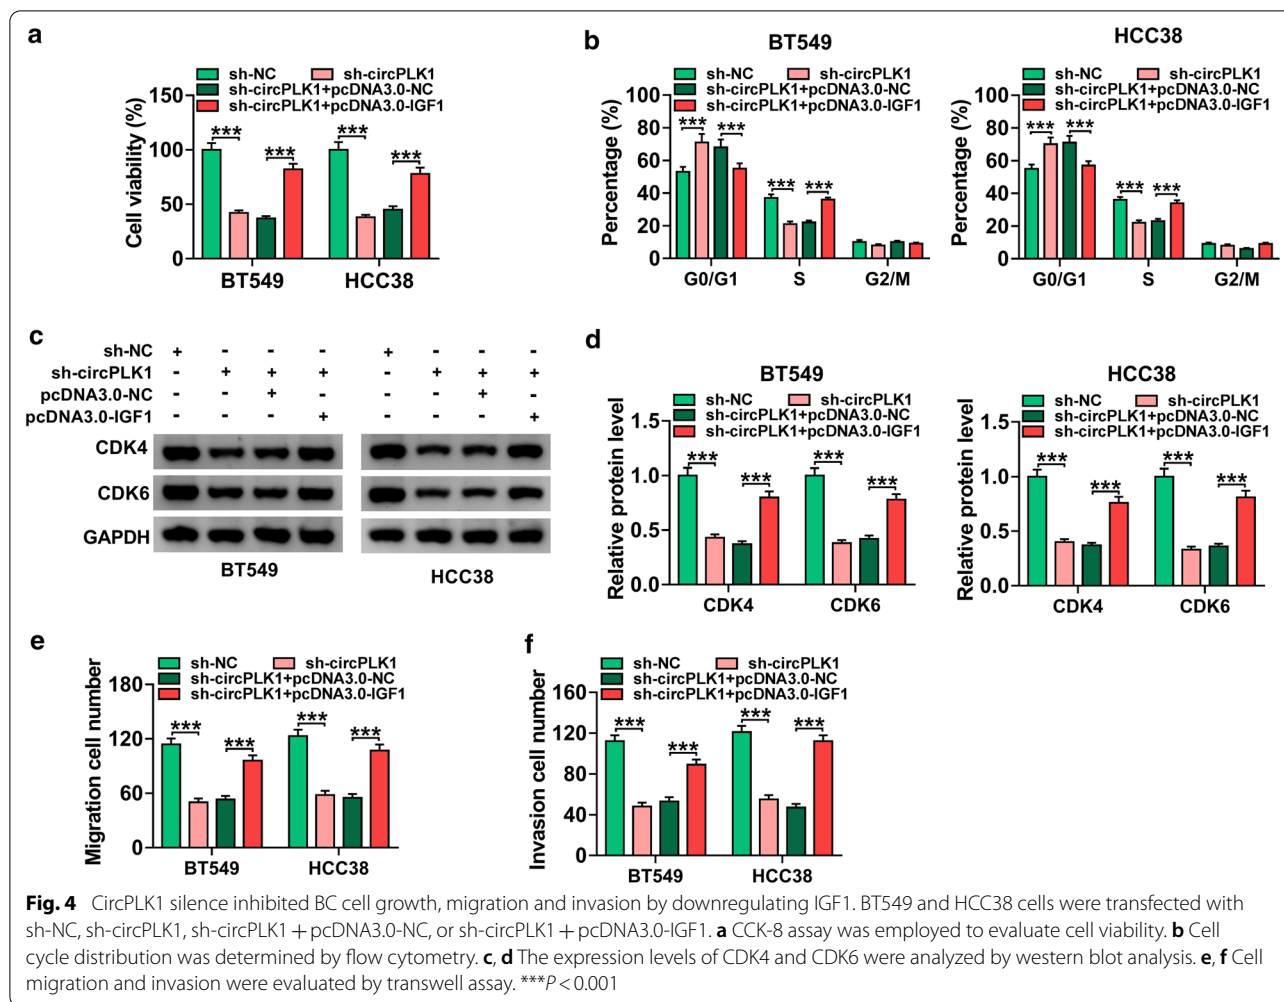 a
sh-NC sh-circPLK1
sh-circPLK1+pcDNA3.0-NC
sh-circPLK1+pcDNA3.0-IGF1
Cell viability (%)
150
100
50
0
*** *** *** ***
BT549 HCC38
b
BT549
sh-NC sh-circPLK1
sh-circPLK1+pcDNA3.0-NC
sh-circPLK1+pcDNA3.0-IGF1
Percentage (%)
100
80
60
40
20
0
*** *** *** ***
G0/G1 S G2/M
HCC38
sh-NC sh-circPLK1
sh-circPLK1+pcDNA3.0-NC
sh-circPLK1+pcDNA3.0-IGF1
Percentage (%)
100
80
60
40
20
0
*** *** *** ***
G0/G1 S G2/M
c
sh-NC + - - - + - - -
sh-circPLK1 - + + + - + + +
pcDNA3.0-NC - - + - - - + -
pcDNA3.0-IGF1 - - - + - - - +
CDK4
CDK6
GAPDH
BT549 HCC38
d
BT549
sh-NC sh-circPLK1
sh-circPLK1+pcDNA3.0-NC
sh-circPLK1+pcDNA3.0-IGF1
Relative protein level
1.5
1.0
0.5
0.0
*** *** *** ***
CDK4 CDK6
HCC38
sh-NC sh-circPLK1
sh-circPLK1+pcDNA3.0-NC
sh-circPLK1+pcDNA3.0-IGF1
Relative protein level
1.5
1.0
0.5
0.0
*** *** *** ***
CDK4 CDK6
e
sh-NC sh-circPLK1
sh-circPLK1+pcDNA3.0-NC
sh-circPLK1+pcDNA3.0-IGF1
Migration cell number
180
120
60
0
*** *** *** ***
BT549 HCC38
f
sh-NC sh-circPLK1
sh-circPLK1+pcDNA3.0-NC
sh-circPLK1+pcDNA3.0-IGF1
Invasion cell number
160
120
80
40
0
*** *** *** ***
BT549 HCC38
Fig. 4 CircPLK1 silence inhibited BC cell growth, migration and invasion by downregulating IGF1. BT549 and HCC38 cells were transfected with
sh-NC, sh-circPLK1, sh-circPLK1 + pcDNA3.0-NC, or sh-circPLK1 + pcDNA3.0-IGF1. a CCK-8 assay was employed to evaluate cell viability. b Cell
cycle distribution was determined by flow cytometry. c, d The expression levels of CDK4 and CDK6 were analyzed by western blot analysis. e, f Cell
migration and invasion were evaluated by transwell assay. ***P < 0.001